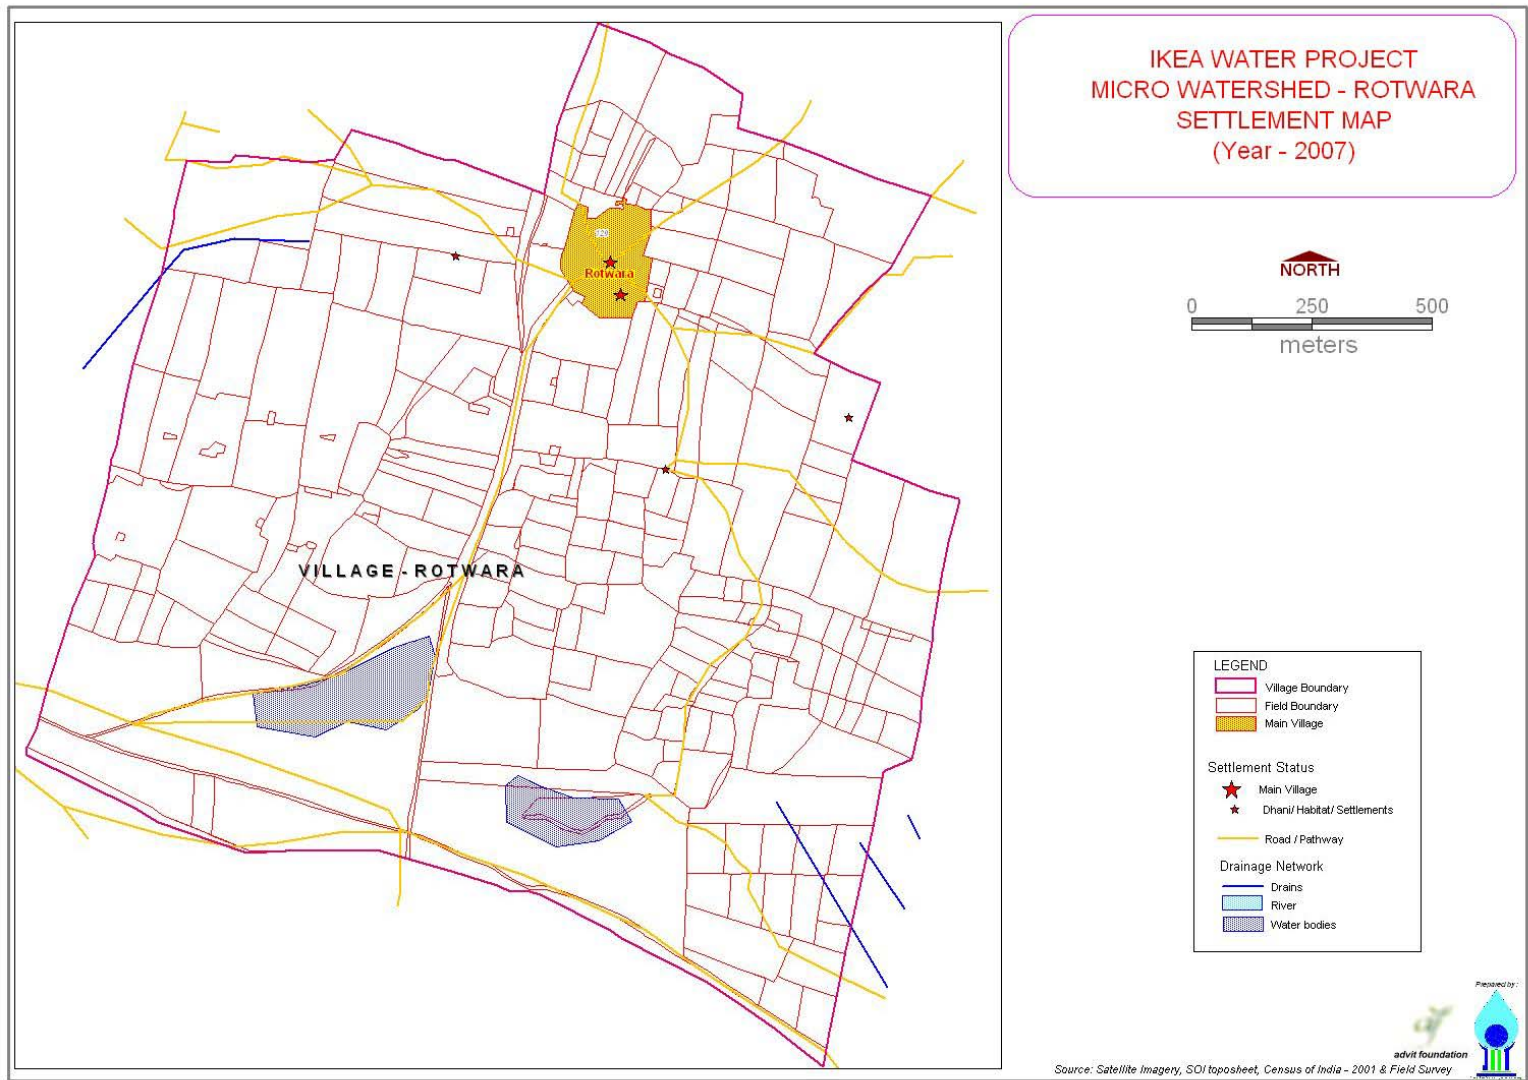 IKEA WATER PROJECT
MICRO WATERSHED - ROTWARA
SETTLEMENT MAP
(Year - 2007)
NORTH
0 250 500
meters
129
Rotwara
VILLAGE - ROTWARA
LEGEND
Village Boundary
Field Boundary
Main Village
Settlement Status
Main Village
Dhani/ Habitat/ Settlements
Road / Pathway
Drainage Network
Drains
River
Water bodies
Prepared by:
advit foundation
Source: Satellite Imagery, SOI toposheet, Census of India - 2001 & Field Survey